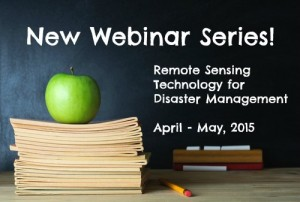 New Webinar Series!
Remote Sensing
Technology for
Disaster Management
April - May, 2015